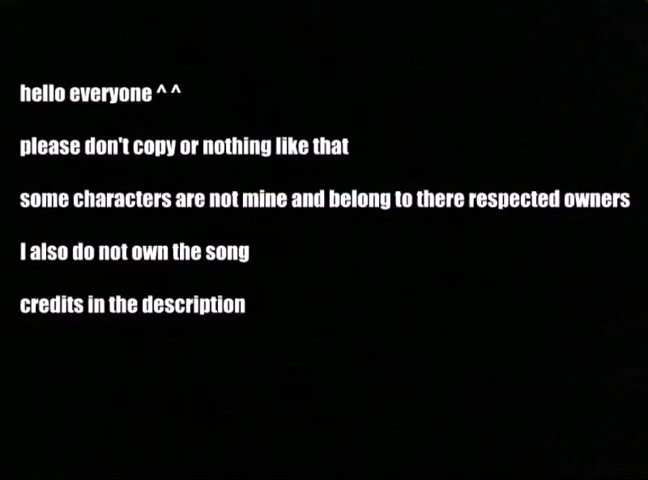 hello everyone ^ ^
please don't copy or nothing like that
some characters are not mine and belong to there respected owners
I also do not own the song
credits in the description